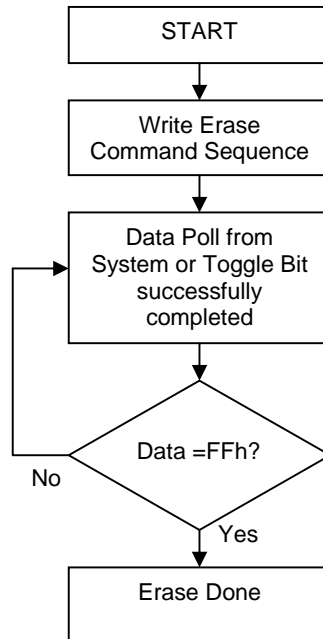 START
Write Erase
Command Sequence
Data Poll from
System or Toggle Bit
successfully
completed
Data =FFh?
No
Yes
Erase Done